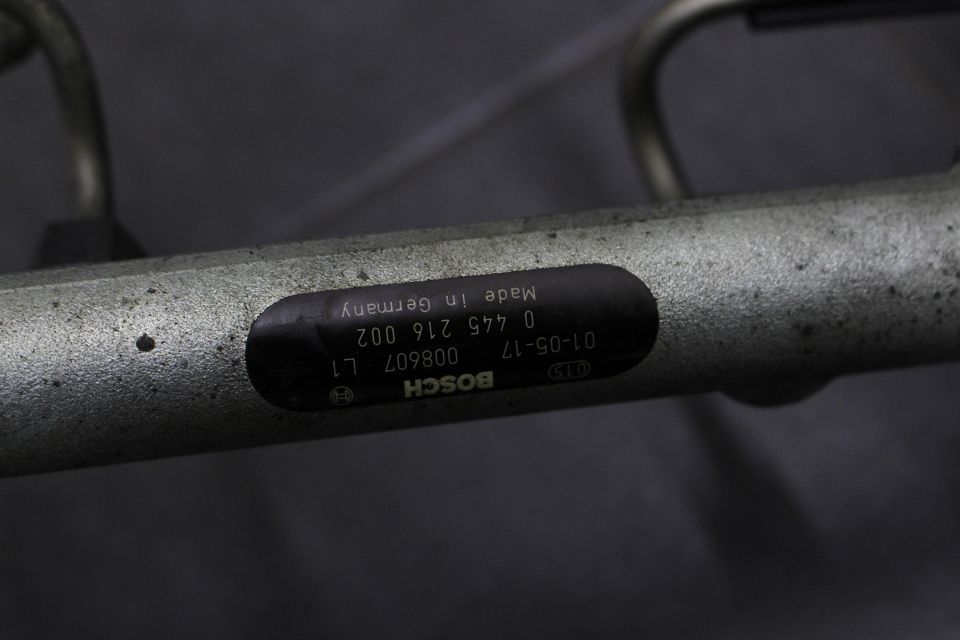 015 BOSCH
01-05-17 008607 L1
0 445 216 002
Made in Germany